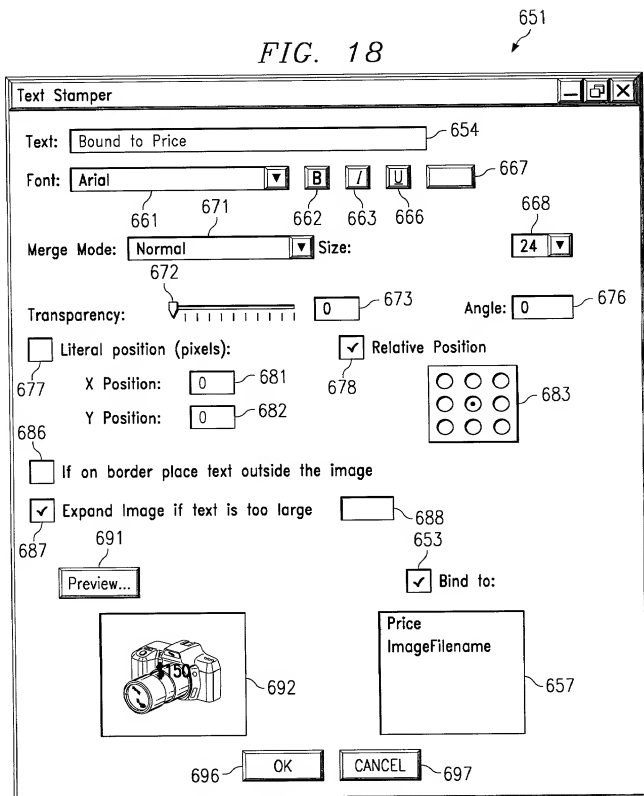 651
FIG. 18
Text Stamper
Text: Bound to Price 654
Font: Arial B I U 667
661 662 663 666
671 668
Merge Mode: Normal Size: 24
672
Transparency: 0 673 Angle: 0 676
Literal position (pixels): Relative Position
677 678
X Position: 0 681
Y Position: 0 682
683
686
If on border place text outside the image
Expand Image if text is too large 688
687
691 653
Preview... Bind to:
Price
ImageFilename
150
692 657
696 OK CANCEL 697